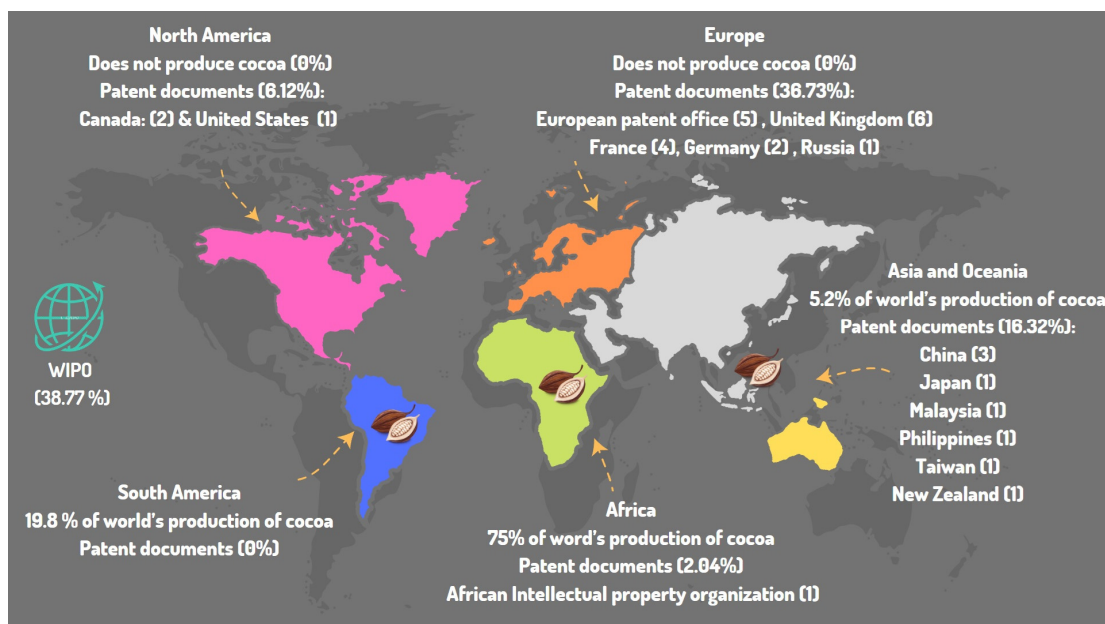 North America
Does not produce cocoa (0%)
Patent documents (6.12%):
Canada: (2) & United States (1)
Europe
Does not produce cocoa (0%)
Patent documents (36.73%):
European patent office (5) , United Kingdom (6)
France (4), Germany (2) , Russia (1)
WIPO
(38.77 %)
Asia and Oceania
5.2% of world's production of cocoa
Patent documents (16.32%):
China (3)
Japan (1)
Malaysia (1)
Philippines (1)
Taiwan (1)
New Zealand (1)
South America
19.8 % of world's production of cocoa
Patent documents (0%)
Africa
75% of word's production of cocoa
Patent documents (2.04%)
African Intellectual property organization (1)